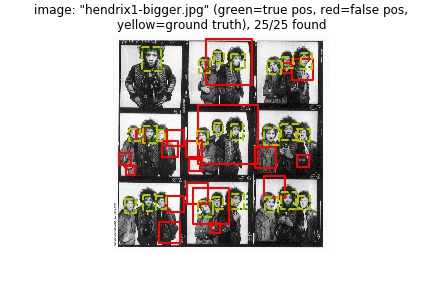 image: "hendrix1-bigger.jpg" (green=true pos, red=false pos,
yellow=ground truth), 25/25 found